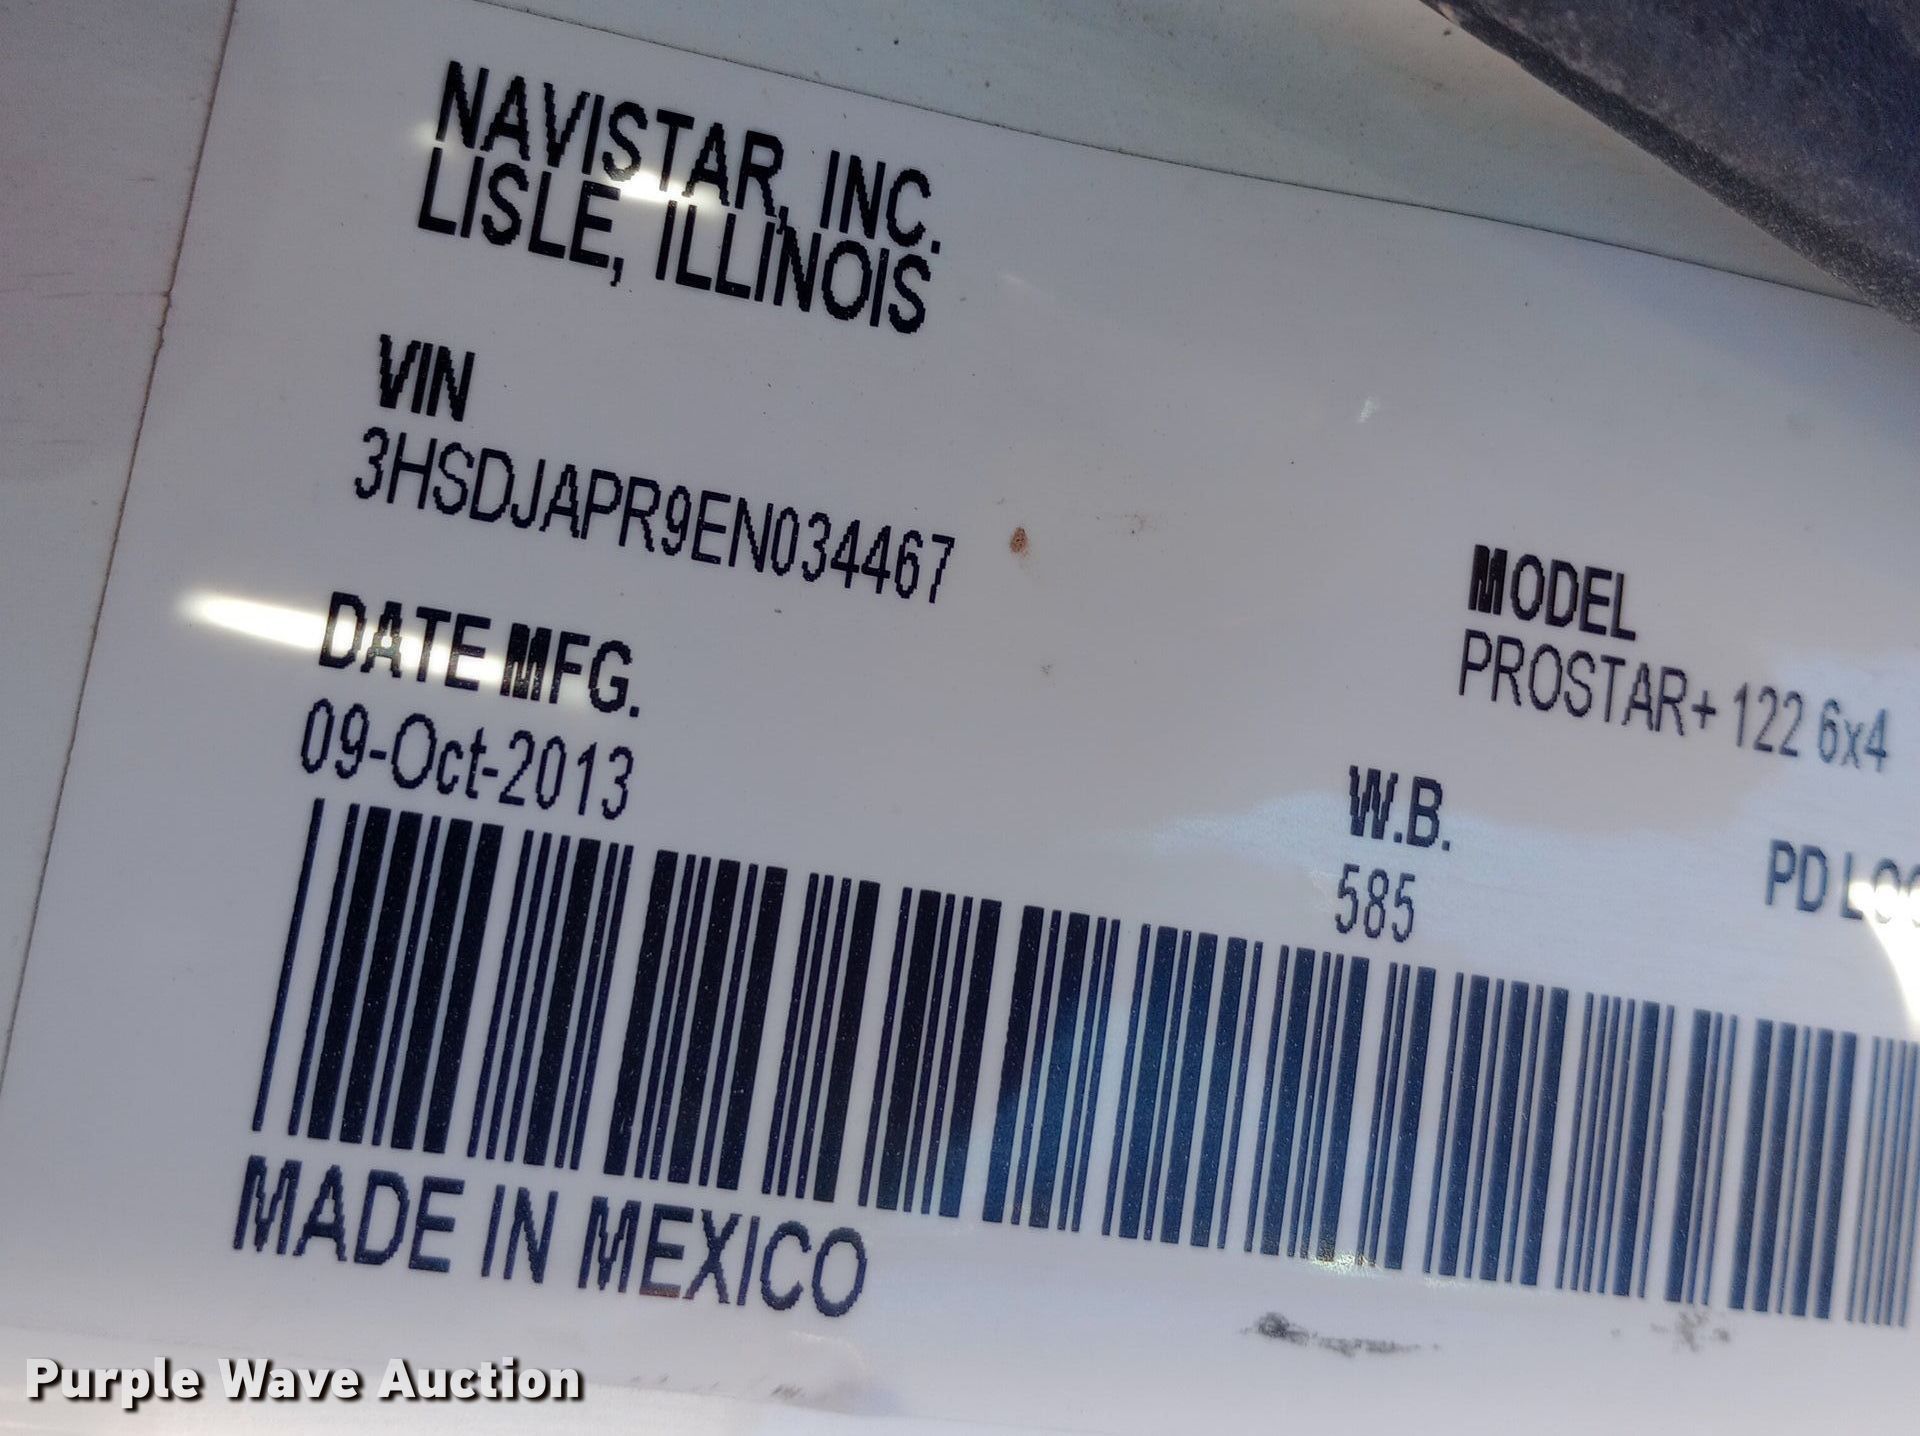 NAVISTAR, INC.
LISLE, ILLINOIS
VIN
3HSDJAPR9EN034467
MODEL
PROSTAR+ 122 6x4
DATE MFG.
09-Oct-2013
W.B.
585
PD
MADE IN MEXICO
Purple Wave Auction